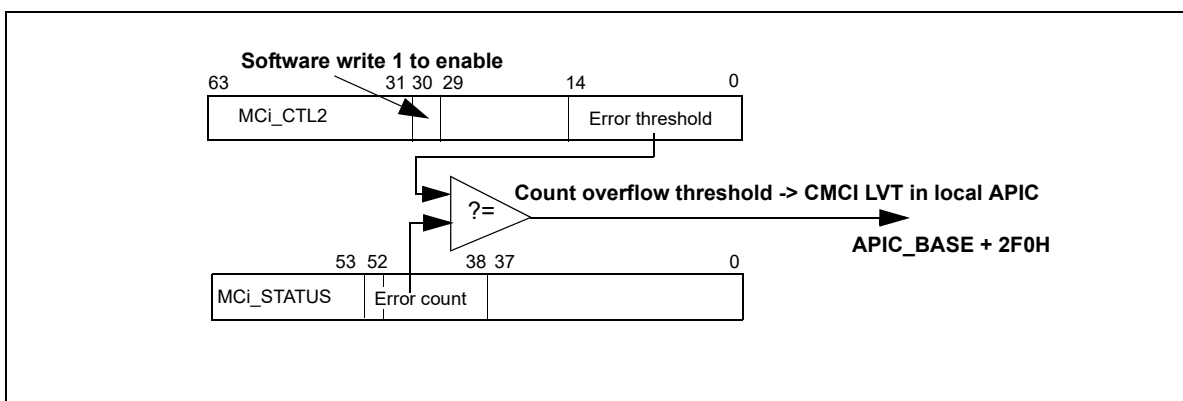 Software write 1 to enable
63 31 30 29 14 0
MCi_CTL2 Error threshold
Count overflow threshold -> CMCI LVT in local APIC
?=
APIC_BASE + 2F0H
53 52 38 37 0
MCi_STATUS Error count